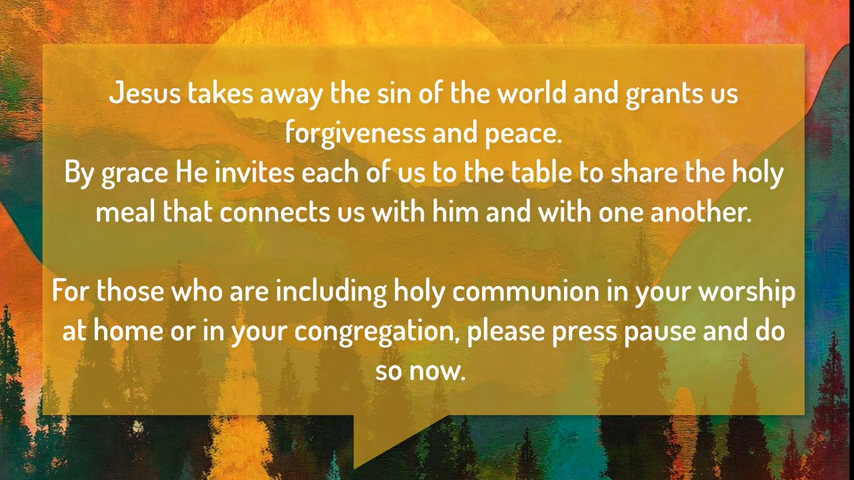 Jesus takes away the sin of the world and grants us
forgiveness and peace.
By grace He invites each of us to the table to share the holy
meal that connects us with him and with one another.
For those who are including holy communion in your worship
at home or in your congregation, please press pause and do
so now.